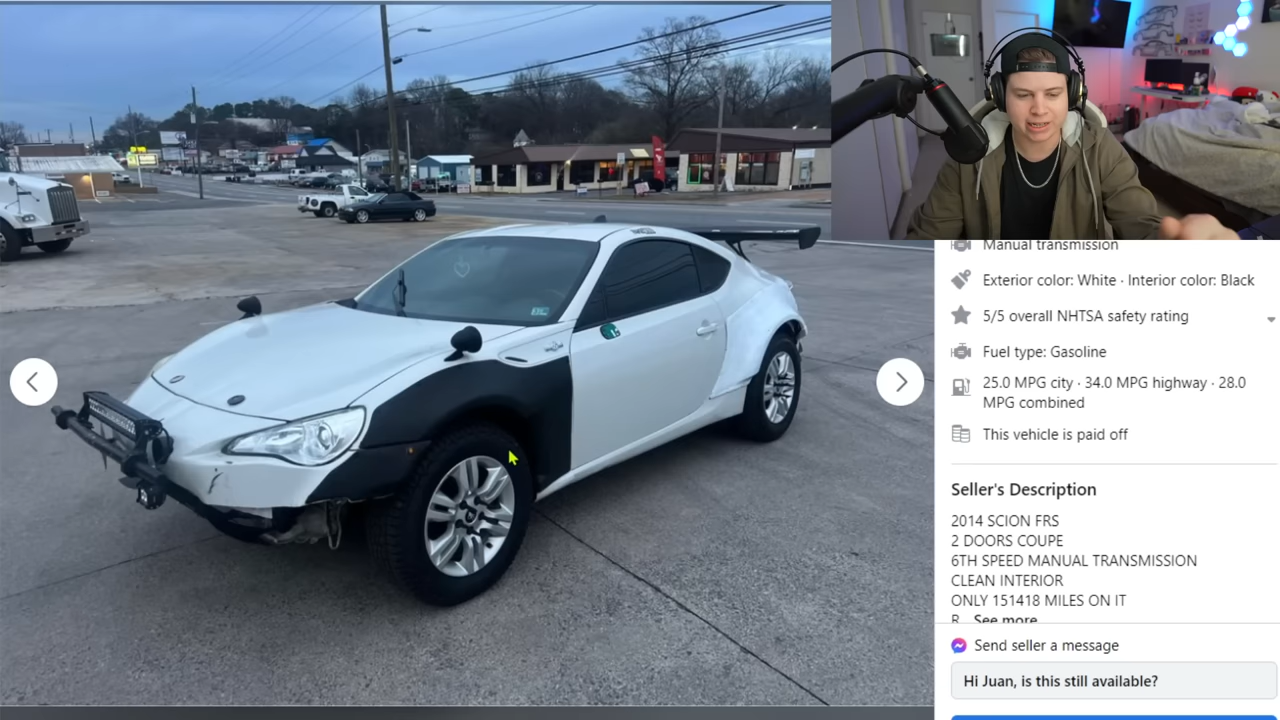 Manual transmission
Exterior color: White · Interior color: Black
5/5 overall NHTSA safety rating
Fuel type: Gasoline
25.0 MPG city · 34.0 MPG highway · 28.0
MPG combined
This vehicle is paid off
Seller's Description
2014 SCION FRS
2 DOORS COUPE
6TH SPEED MANUAL TRANSMISSION
CLEAN INTERIOR
ONLY 151418 MILES ON IT
R... See more
Send seller a message
Hi Juan, is this still available?